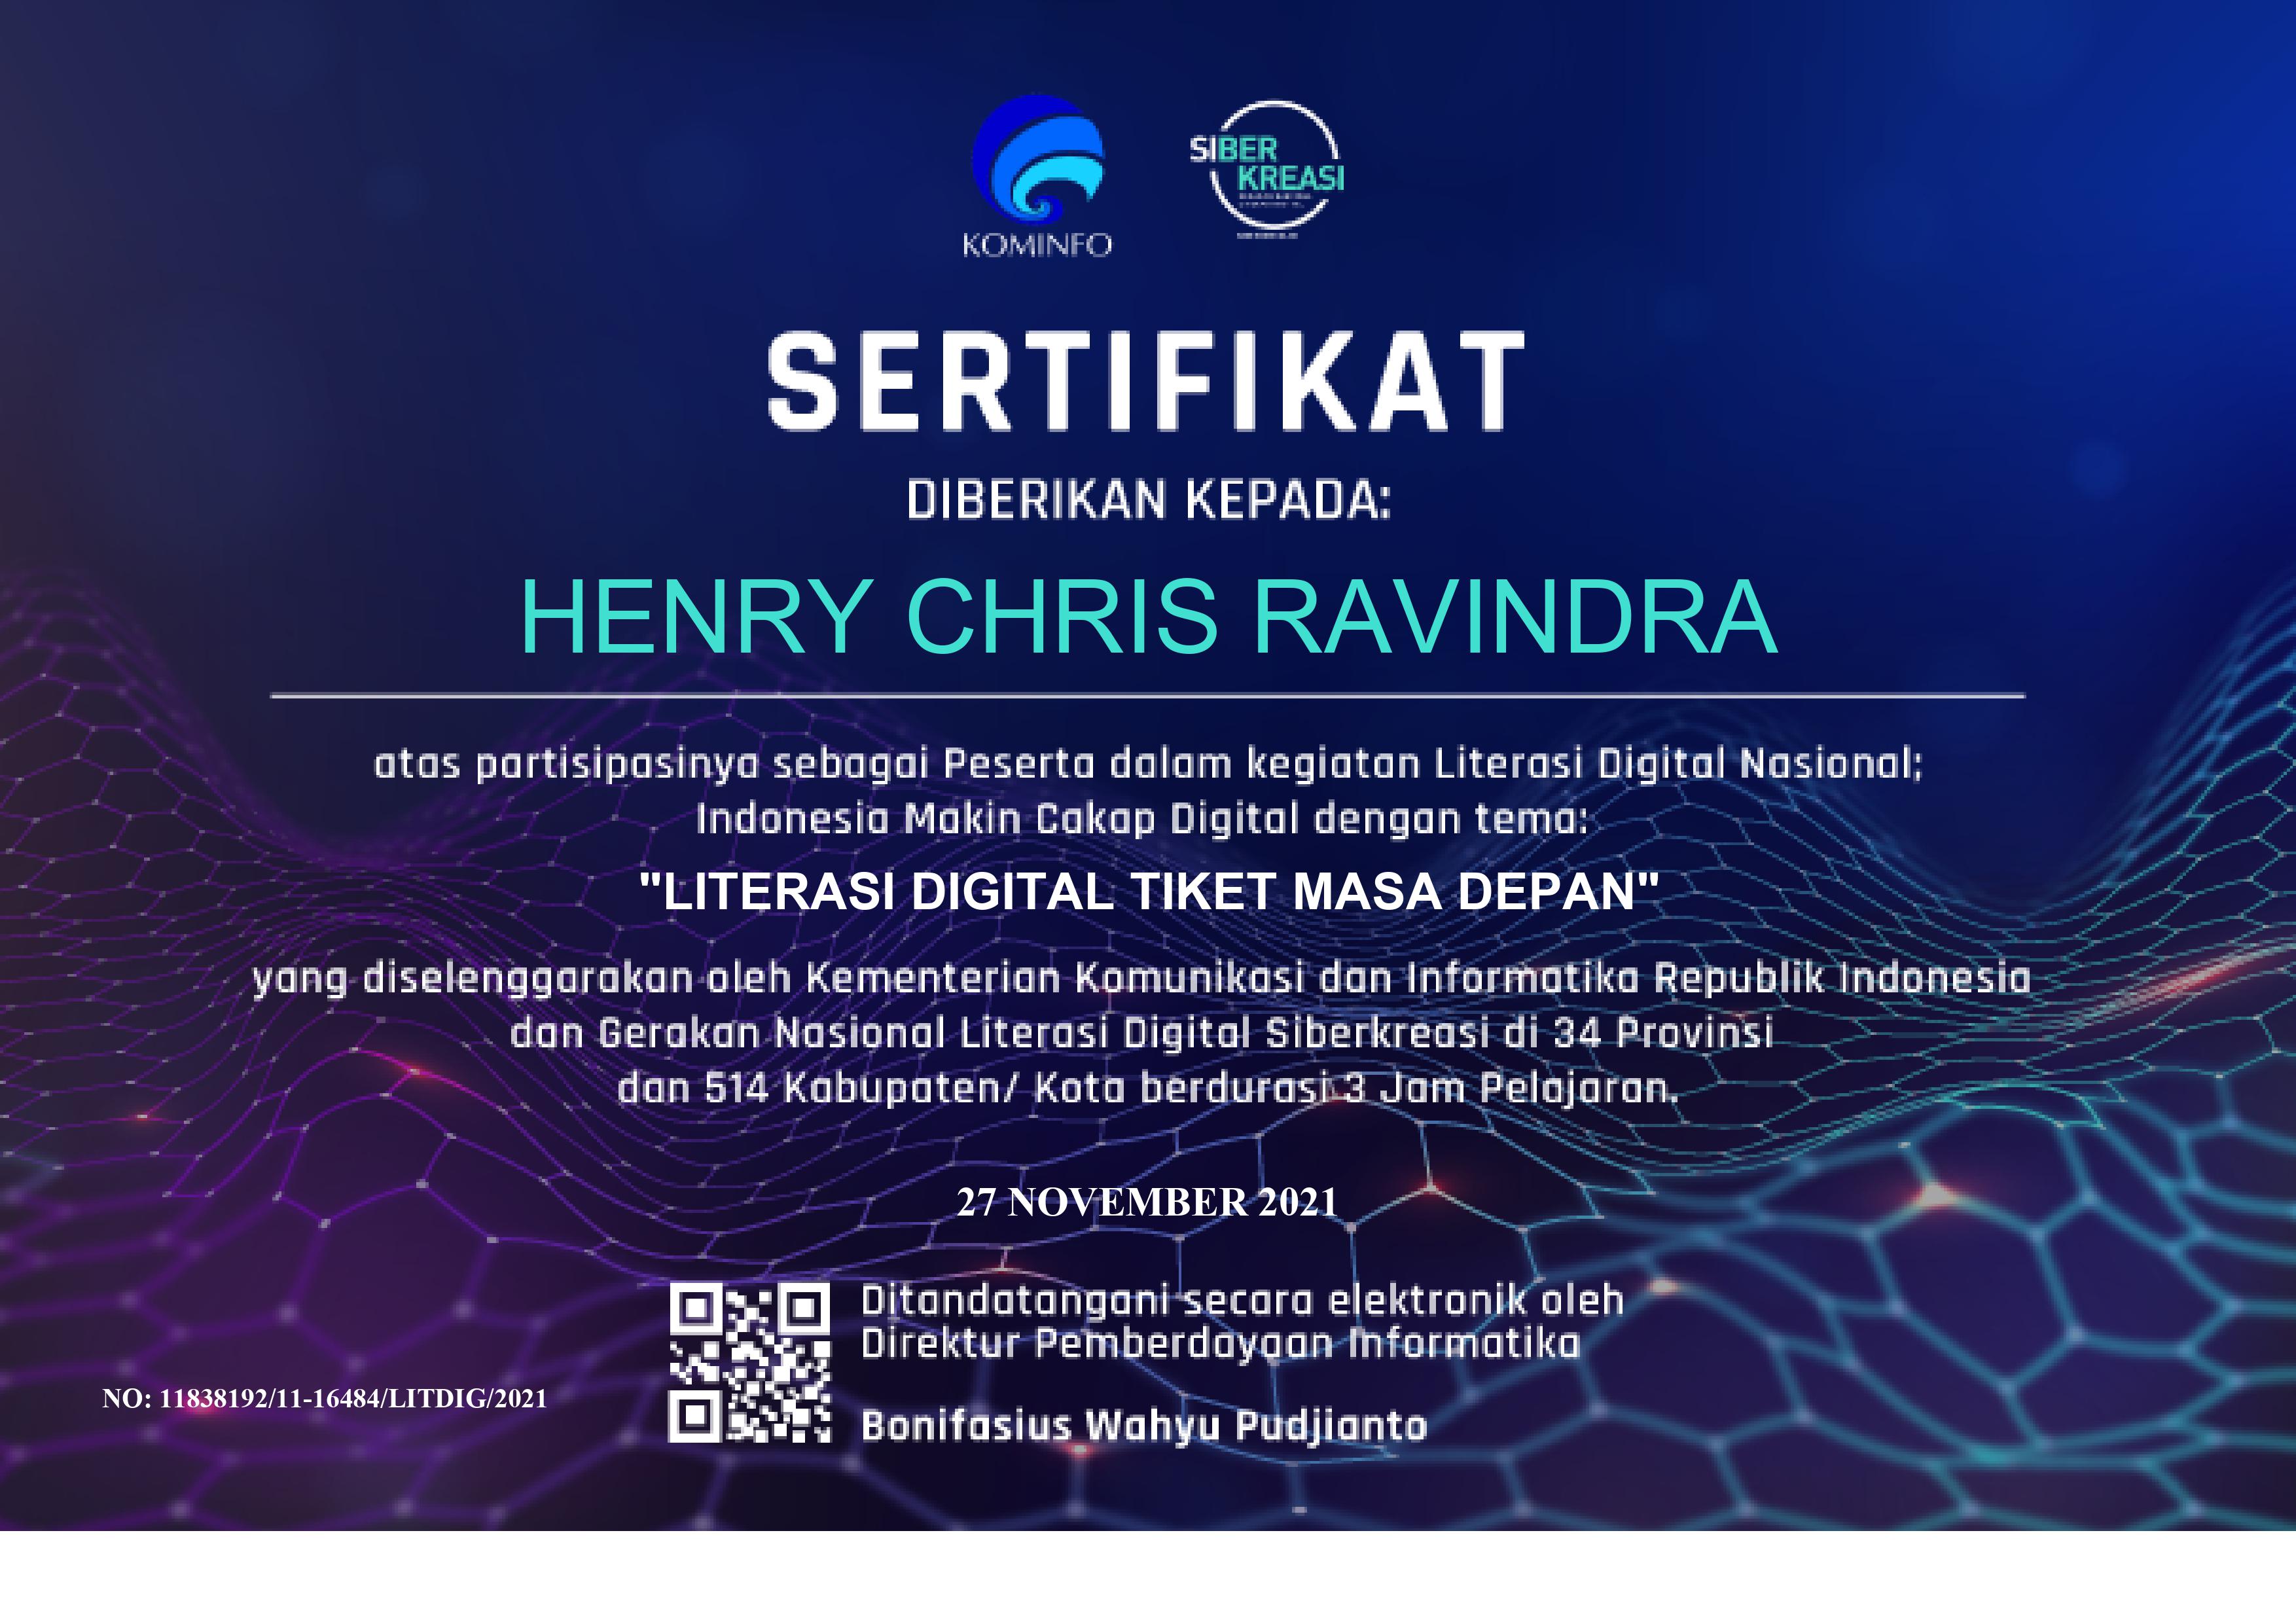 KOMINFO
SIBER
KREASI
SERTIFIKAT
DIBERIKAN KEPADA:
HENRY CHRIS RAVINDRA
atas partisipasinya sebagai Peserta dalam kegiatan Literasi Digital Nasional;
Indonesia Makin Cakap Digital dengan tema:
"LITERASI DIGITAL TIKET MASA DEPAN"
yang diselenggarakan oleh Kementerian Komunikasi dan Informatika Republik Indonesia
dan Gerakan Nasional Literasi Digital Siberkreasi di 34 Provinsi
dan 514 Kabupaten/ Kota berdurasi 3 Jam Pelajaran.
27 NOVEMBER 2021
Ditandatangani secara elektronik oleh
Direktur Pemberdayaan Informatika
NO: 11838192/11-16484/LITDIG/2021
Bonifasius Wahyu Pudjianto